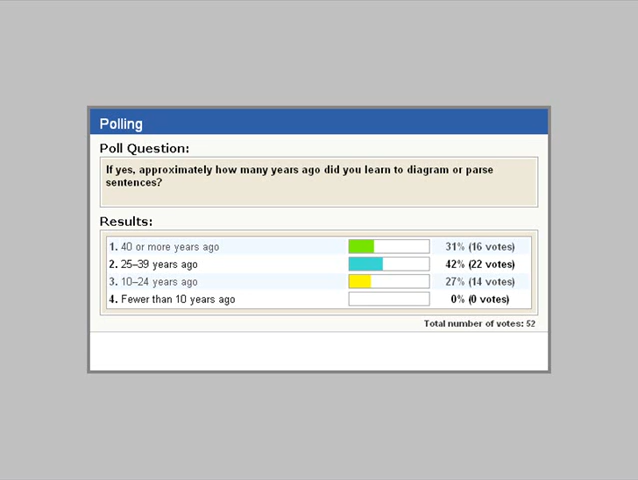 Polling
Poll Question:
If yes, approximately how many years ago did you learn to diagram or parse
sentences?
Results:
1. 40 or more years ago 31% (16 votes)
2. 25–39 years ago 42% (22 votes)
3. 10–24 years ago 27% (14 votes)
4. Fewer than 10 years ago 0% (0 votes)
Total number of votes: 52